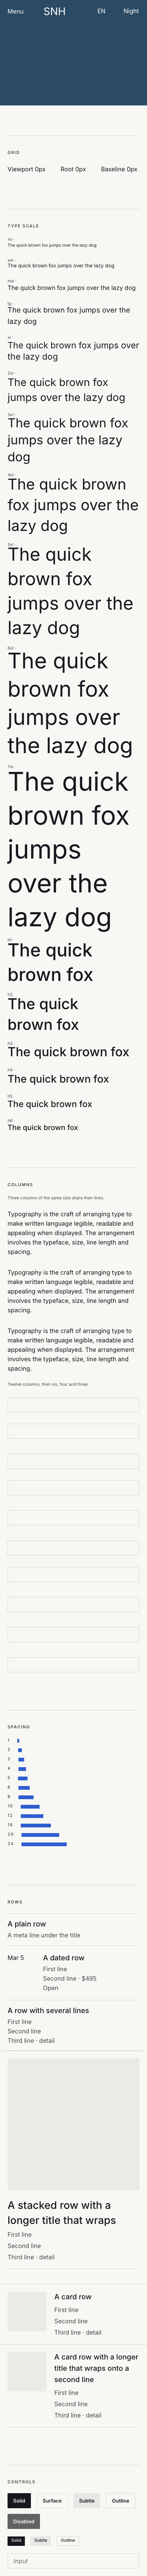 Menu SNH EN Night
GRID
Viewport 0px Root 0px Baseline 0px
TYPE SCALE
xs ·
The quick brown fox jumps over the lazy dog
sm ·
The quick brown fox jumps over the lazy dog
md ·
The quick brown fox jumps over the lazy dog
lg ·
The quick brown fox jumps over the
lazy dog
xl ·
The quick brown fox jumps over
the lazy dog
2xl ·
The quick brown fox
jumps over the lazy dog
3xl ·
The quick brown fox
jumps over the lazy
dog
4xl ·
The quick brown
fox jumps over the
lazy dog
5xl ·
The quick
brown fox
jumps over the
lazy dog
6xl ·
The quick
brown fox
jumps over
the lazy dog
7xl ·
The quick
brown fox
jumps
over the
lazy dog
h1 ·
The quick
brown fox
h2 ·
The quick
brown fox
h3 ·
The quick brown fox
h4 ·
The quick brown fox
h5 ·
The quick brown fox
h6 ·
The quick brown fox
COLUMNS
Three columns of the same size share their lines.
Typography is the craft of arranging type to
make written language legible, readable and
appealing when displayed. The arrangement
involves the typeface, size, line length and
spacing.
Typography is the craft of arranging type to
make written language legible, readable and
appealing when displayed. The arrangement
involves the typeface, size, line length and
spacing.
Typography is the craft of arranging type to
make written language legible, readable and
appealing when displayed. The arrangement
involves the typeface, size, line length and
spacing.
Twelve columns, then six, four and three.
SPACING
1
2
3
4
5
6
8
10
12
16
20
24
ROWS
A plain row
A meta line under the title
Mar 5 A dated row
First line
Second line · $495
Open
A row with several lines
First line
Second line
Third line · detail
A stacked row with a
longer title that wraps
First line
Second line
Third line · detail
A card row
First line
Second line
Third line · detail
A card row with a longer
title that wraps onto a
second line
First line
Second line
Third line · detail
CONTROLS
Solid Surface Subtle Outline
Disabled
Solid Subtle Outline
Input